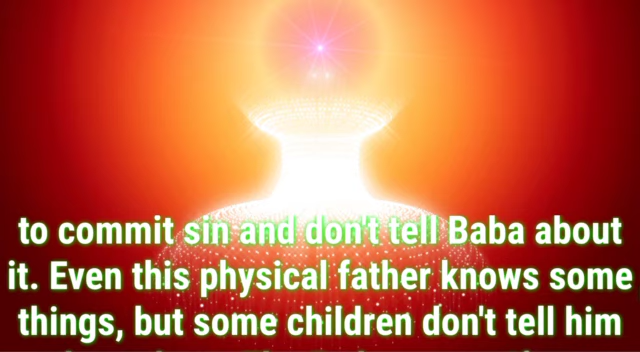 to commit sin and don't tell Baba about
it. Even this physical father knows some
things, but some children don't tell him